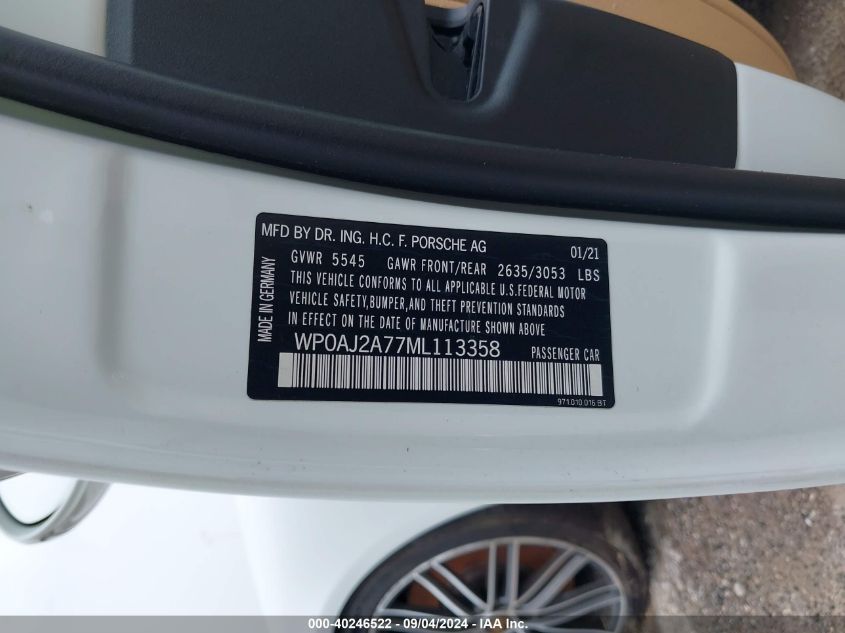 MFD BY DR. ING. H.C. F. PORSCHE AG 01/21
GVWR 5545 GAWR FRONT/REAR 2635/3053 LBS
THIS VEHICLE CONFORMS TO ALL APPLICABLE U.S.FEDERAL MOTOR
VEHICLE SAFETY,BUMPER,AND THEFT PREVENTION STANDARDS
IN EFFECT ON THE DATE OF MANUFACTURE SHOWN ABOVE
WP0AJ2A77ML113358 PASSENGER CAR
971.010.016.BT
MADE IN GERMANY
000-40246522 - 09/04/2024 - IAA Inc.